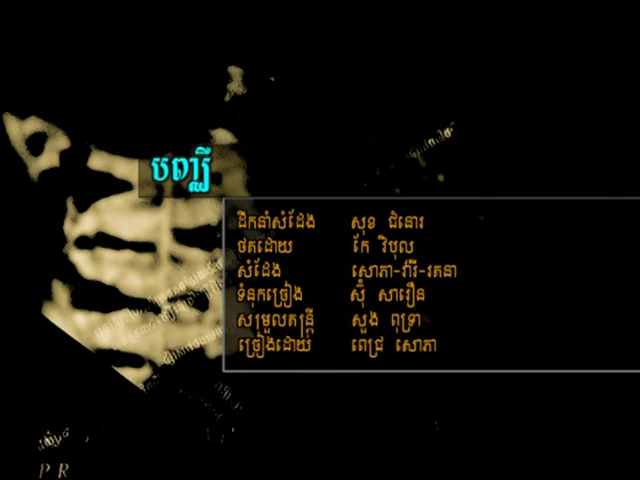 បញ្ឈឺ
ដឹកនាំសំដែង សុខ ជំនោរ
ថតដោយ កែ វិបុល
សំដែង សោភា-វ៉ារី-រតនា
ទំនុកច្រៀង ស៊ុំ សារឿន
សម្រួលតន្ត្រី សួង ពុទ្រា
ច្រៀងដោយ ពេជ្រ សោភា
P R